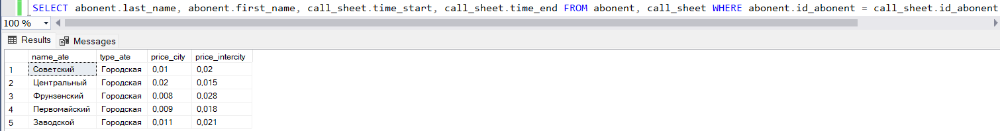 SELECT abonent.last_name, abonent.first_name, call_sheet.time_start, call_sheet.time_end FROM abonent, call_sheet WHERE abonent.id_abonent = call_sheet.id_abonent
100 %
Results Messages
name_ate type_ate price_city price_intercity
1 Советский Городская 0,01 0,02
2 Центральный Городская 0,02 0,015
3 Фрунзенский Городская 0,008 0,028
4 Первомайский Городская 0,009 0,018
5 Заводской Городская 0,011 0,021